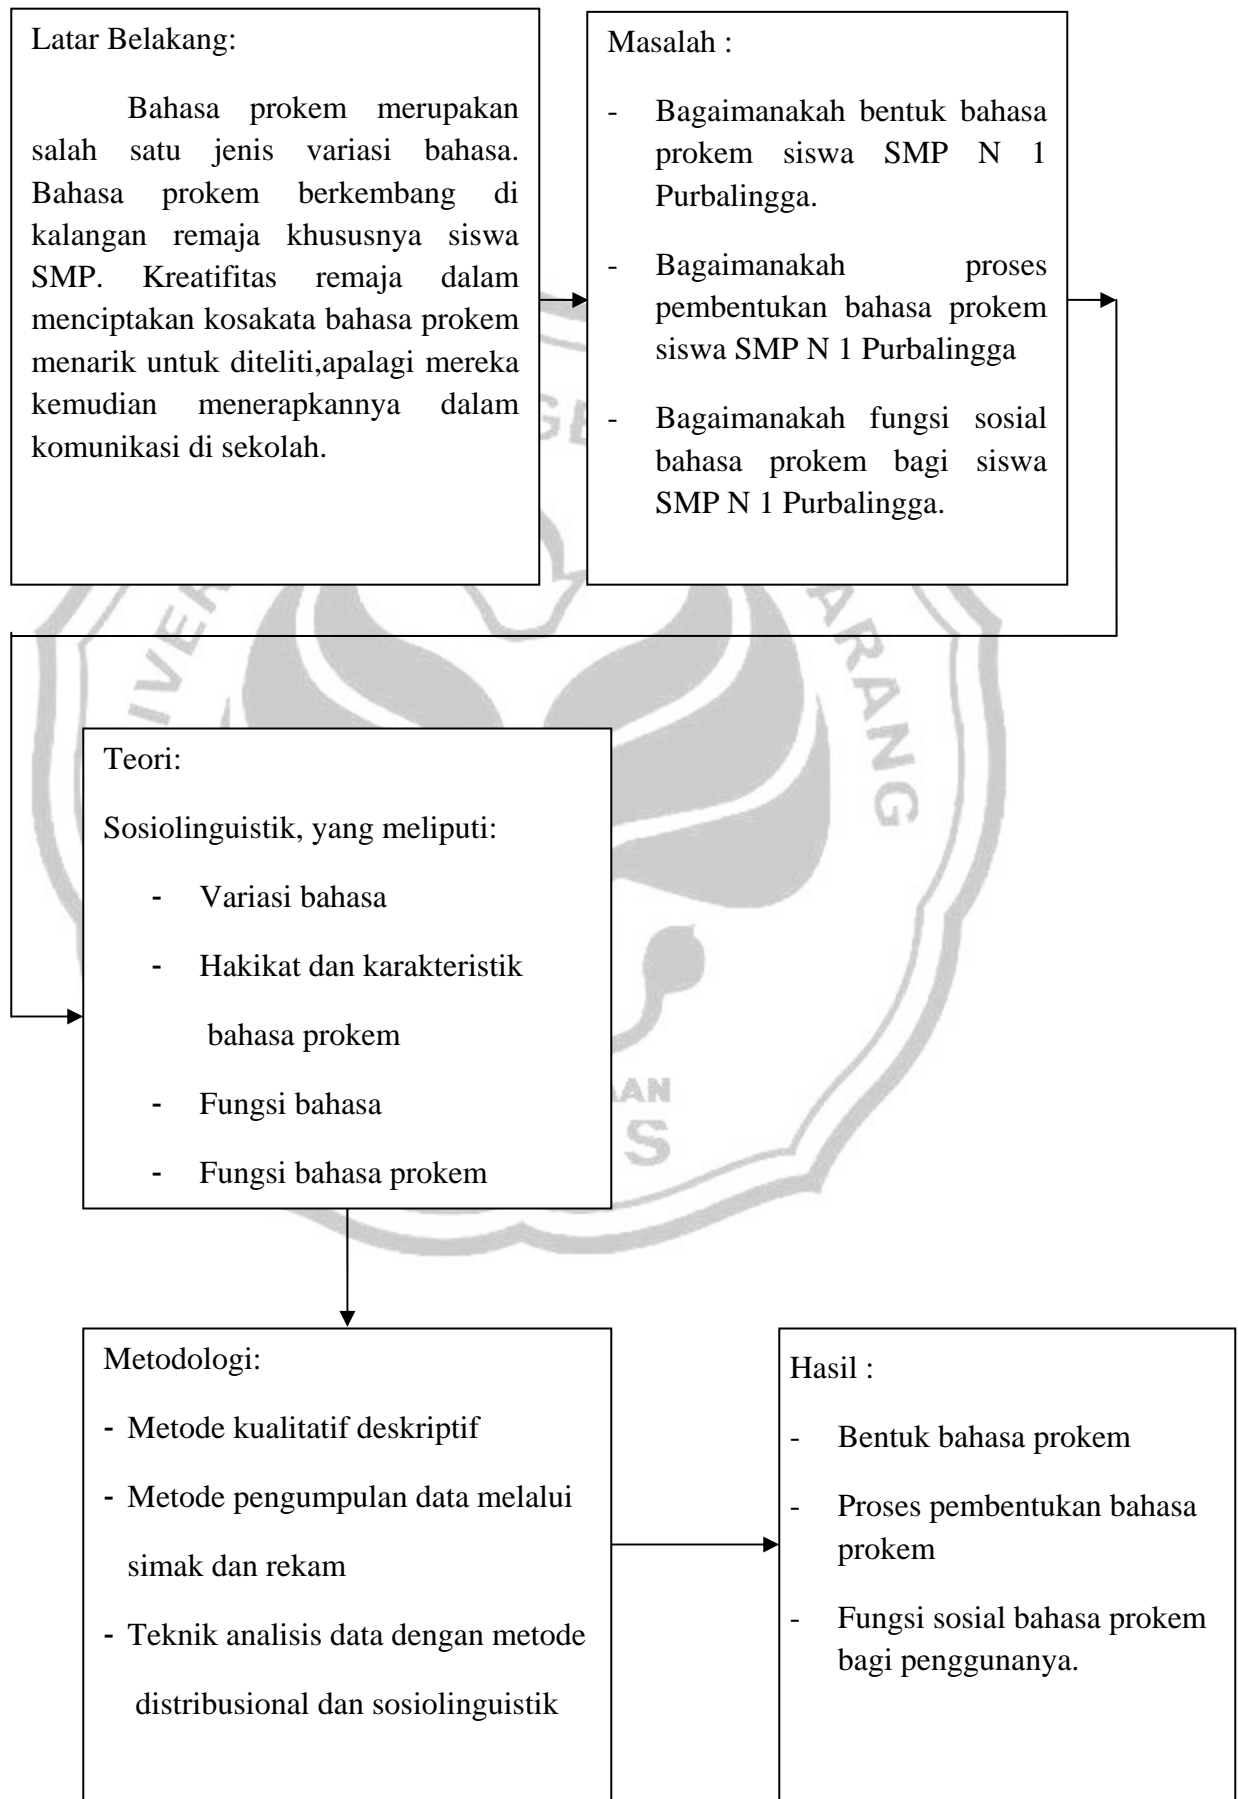 Latar Belakang:
Bahasa prokem merupakan
salah satu jenis variasi bahasa.
Bahasa prokem berkembang di
kalangan remaja khususnya siswa
SMP. Kreatifitas remaja dalam
menciptakan kosakata bahasa prokem
menarik untuk diteliti,apalagi mereka
kemudian menerapkannya dalam
komunikasi di sekolah.
Masalah :
- Bagaimanakah bentuk bahasa
prokem siswa SMP N 1
Purbalingga.
- Bagaimanakah proses
pembentukan bahasa prokem
siswa SMP N 1 Purbalingga
- Bagaimanakah fungsi sosial
bahasa prokem bagi siswa
SMP N 1 Purbalingga.
Teori:
Sosiolinguistik, yang meliputi:
- Variasi bahasa
- Hakikat dan karakteristik
bahasa prokem
- Fungsi bahasa
- Fungsi bahasa prokem
Metodologi:
- Metode kualitatif deskriptif
- Metode pengumpulan data melalui
simak dan rekam
- Teknik analisis data dengan metode
distribusional dan sosiolinguistik
Hasil :
- Bentuk bahasa prokem
- Proses pembentukan bahasa
prokem
- Fungsi sosial bahasa prokem
bagi penggunanya.